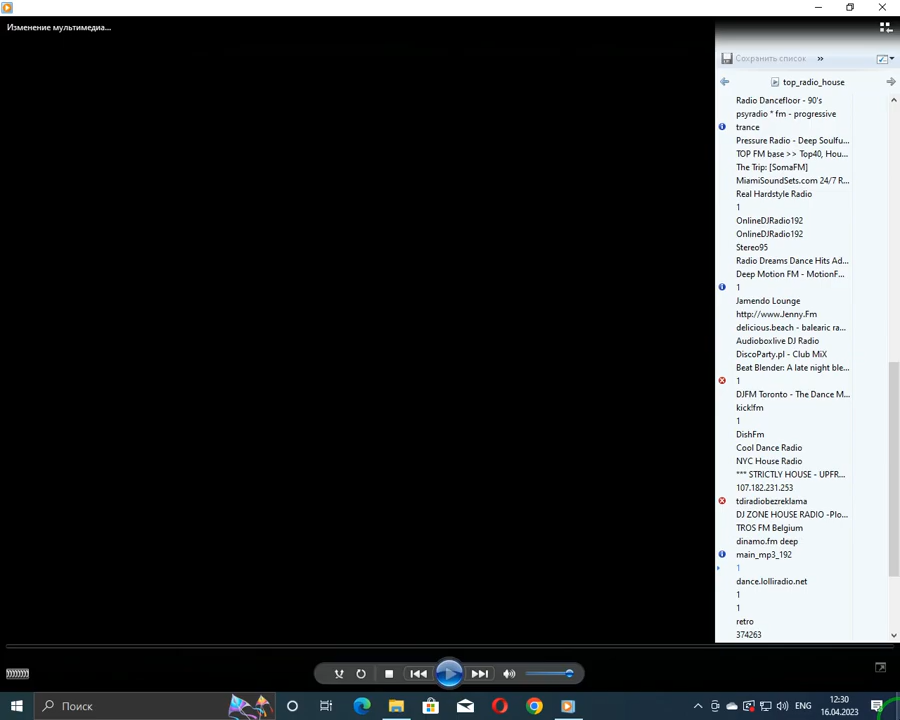 Изменение мультимедиа...
Сохранить список »
top_radio_house
Radio Dancefloor - 90's
psyradio * fm - progressive
trance
Pressure Radio - Deep Soulfu...
TOP FM base >> Top40, Hou...
The Trip: [SomaFM]
MiamiSoundSets.com 24/7 R...
Real Hardstyle Radio
1
OnlineDJRadio192
OnlineDJRadio192
Stereo95
Radio Dreams Dance Hits Ad...
Deep Motion FM - MotionF...
1
Jamendo Lounge
http://www.Jenny.Fm
delicious.beach - balearic ra...
Audioboxlive DJ Radio
DiscoParty.pl - Club MiX
Beat Blender: A late night ble...
1
DJFM Toronto - The Dance M...
kick!fm
1
DishFm
Cool Dance Radio
NYC House Radio
*** STRICTLY HOUSE - UPFR...
107.182.231.253
tdiradiobezreklama
DJ ZONE HOUSE RADIO -Plo...
TROS FM Belgium
dinamo.fm deep
main_mp3_192
1
dance.lolliradio.net
1
1
retro
374263
Поиск
ENG
12:30
16.04.2023